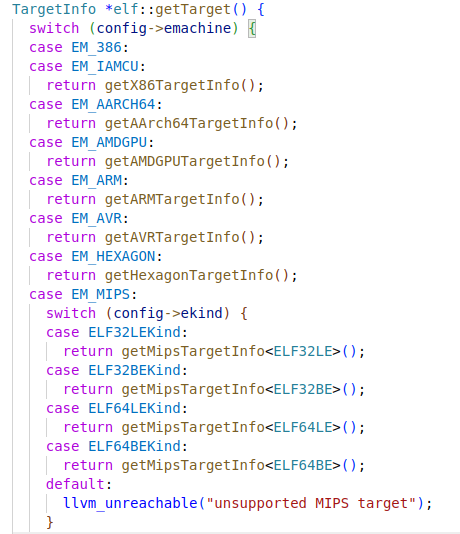 TargetInfo *elf::getTarget() {
  switch (config->emachine) {
  case EM_386:
  case EM_IAMCU:
    return getX86TargetInfo();
  case EM_AARCH64:
    return getAArch64TargetInfo();
  case EM_AMDGPU:
    return getAMDGPUTargetInfo();
  case EM_ARM:
    return getARMTargetInfo();
  case EM_AVR:
    return getAVRTargetInfo();
  case EM_HEXAGON:
    return getHexagonTargetInfo();
  case EM_MIPS:
    switch (config->ekind) {
    case ELF32LEKind:
      return getMipsTargetInfo<ELF32LE>();
    case ELF32BEKind:
      return getMipsTargetInfo<ELF32BE>();
    case ELF64LEKind:
      return getMipsTargetInfo<ELF64LE>();
    case ELF64BEKind:
      return getMipsTargetInfo<ELF64BE>();
    default:
      llvm_unreachable("unsupported MIPS target");
    }